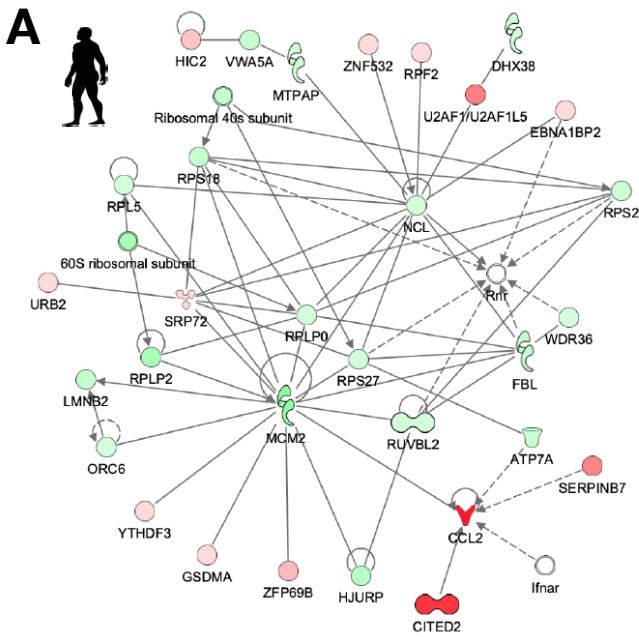 A
HIC2
VWA5A
MTPAP
ZNF532
RPF2
DHX38
U2AF1/U2AF1L5
EBNA1BP2
Ribosomal 40s subunit
RPS18
RPL5
NCL
RPS2
60S ribosomal subunit
Rnr
URB2
SRP72
RPLP0
WDR36
RPLP2
RPS27
FBL
LMNB2
MCM2
RUVBL2
ORC6
ATP7A
SERPINB7
YTHDF3
CCL2
GSDMA
ZFP69B
HJURP
Ifnar
CITED2